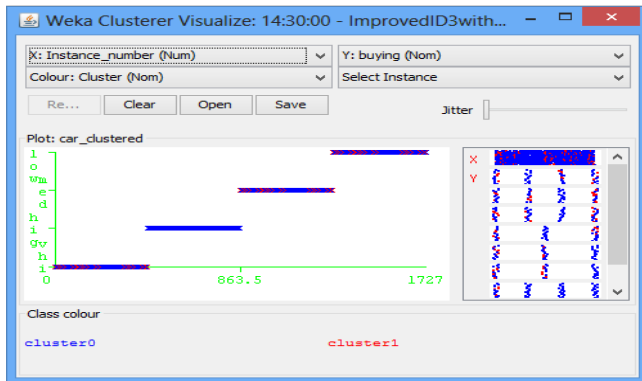 Weka Clusterer Visualize: 14:30:00 - ImprovedID3with...
X: Instance_number (Num)
Y: buying (Nom)
Colour: Cluster (Nom)
Select Instance
Re...
Clear
Open
Save
Jitter
Plot: car_clustered
X
Y
0
863.5
1727
Class colour
cluster0
cluster1